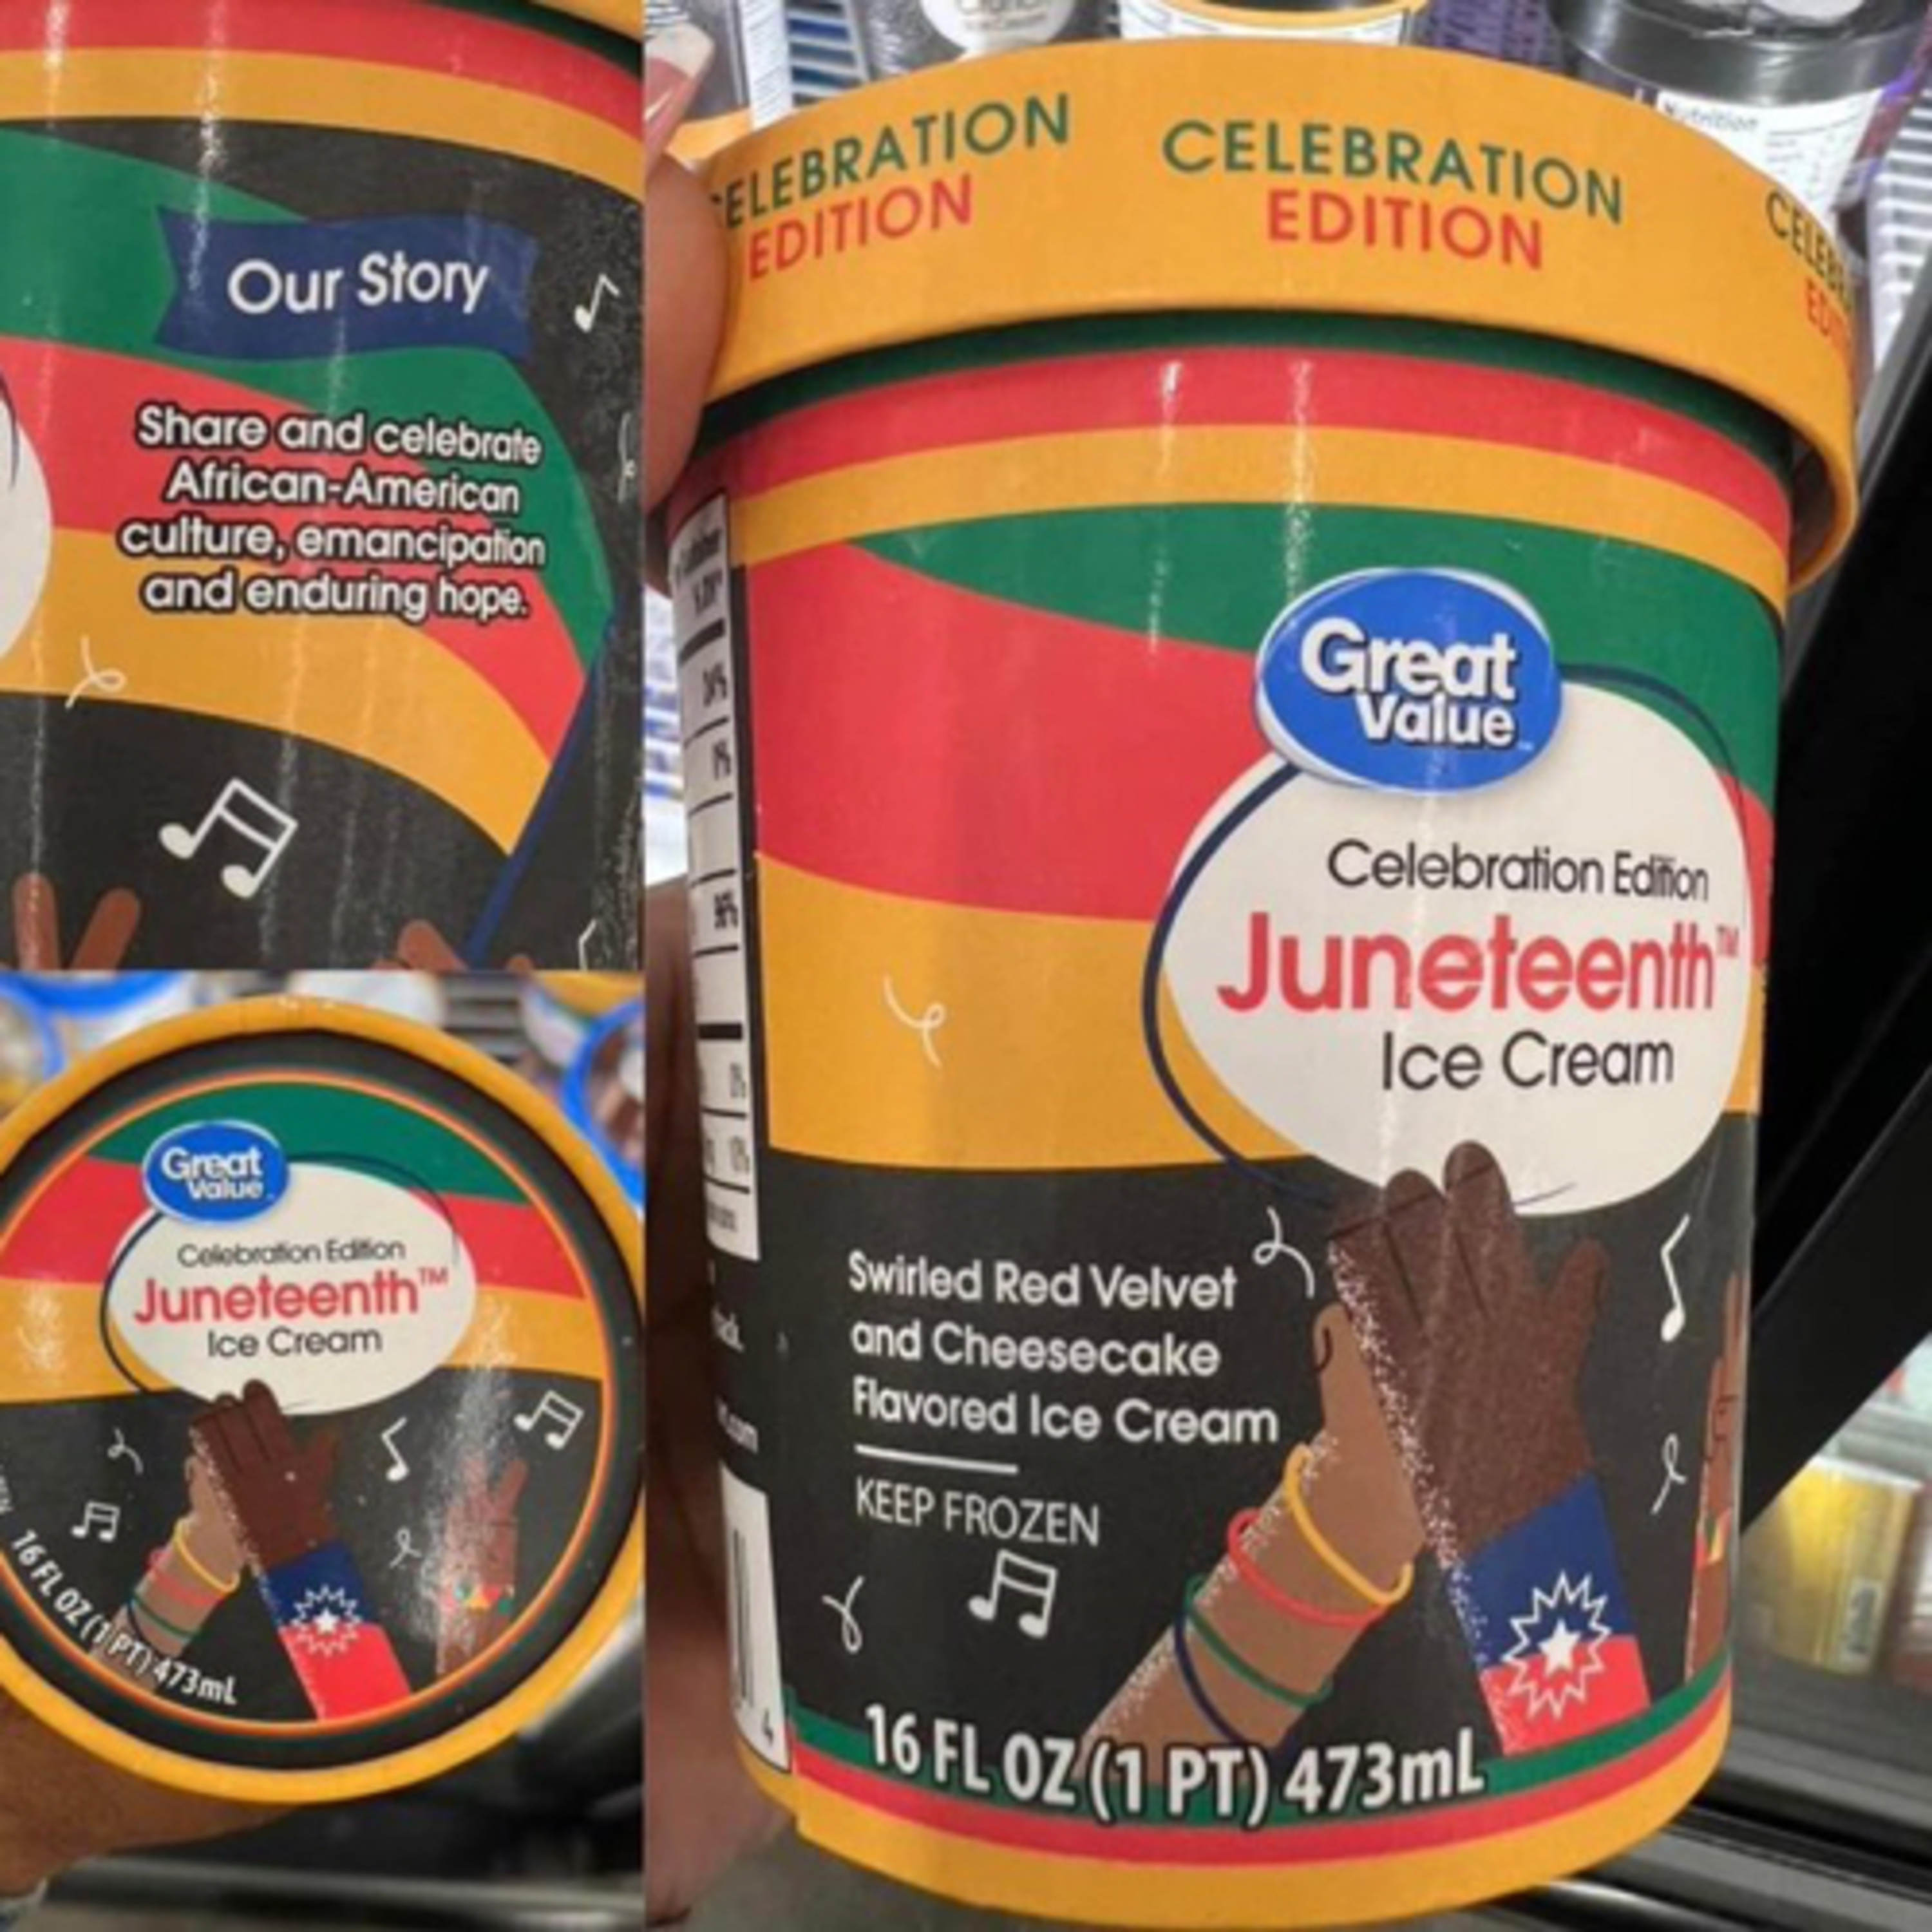 Our Story
Share and celebrate
African-American
culture, emancipation
and enduring hope.
Great
Value
Celebration Edition
Juneteenth™
Ice Cream
16 FL OZ (1 PT) 473mL
CELEBRATION
EDITION
CELEBRATION
EDITION
Nutrition
Great
Value
Celebration Edition
Juneteenth™
Ice Cream
Swirled Red Velvet
and Cheesecake
Flavored Ice Cream
KEEP FROZEN
16 FL OZ (1 PT) 473mL